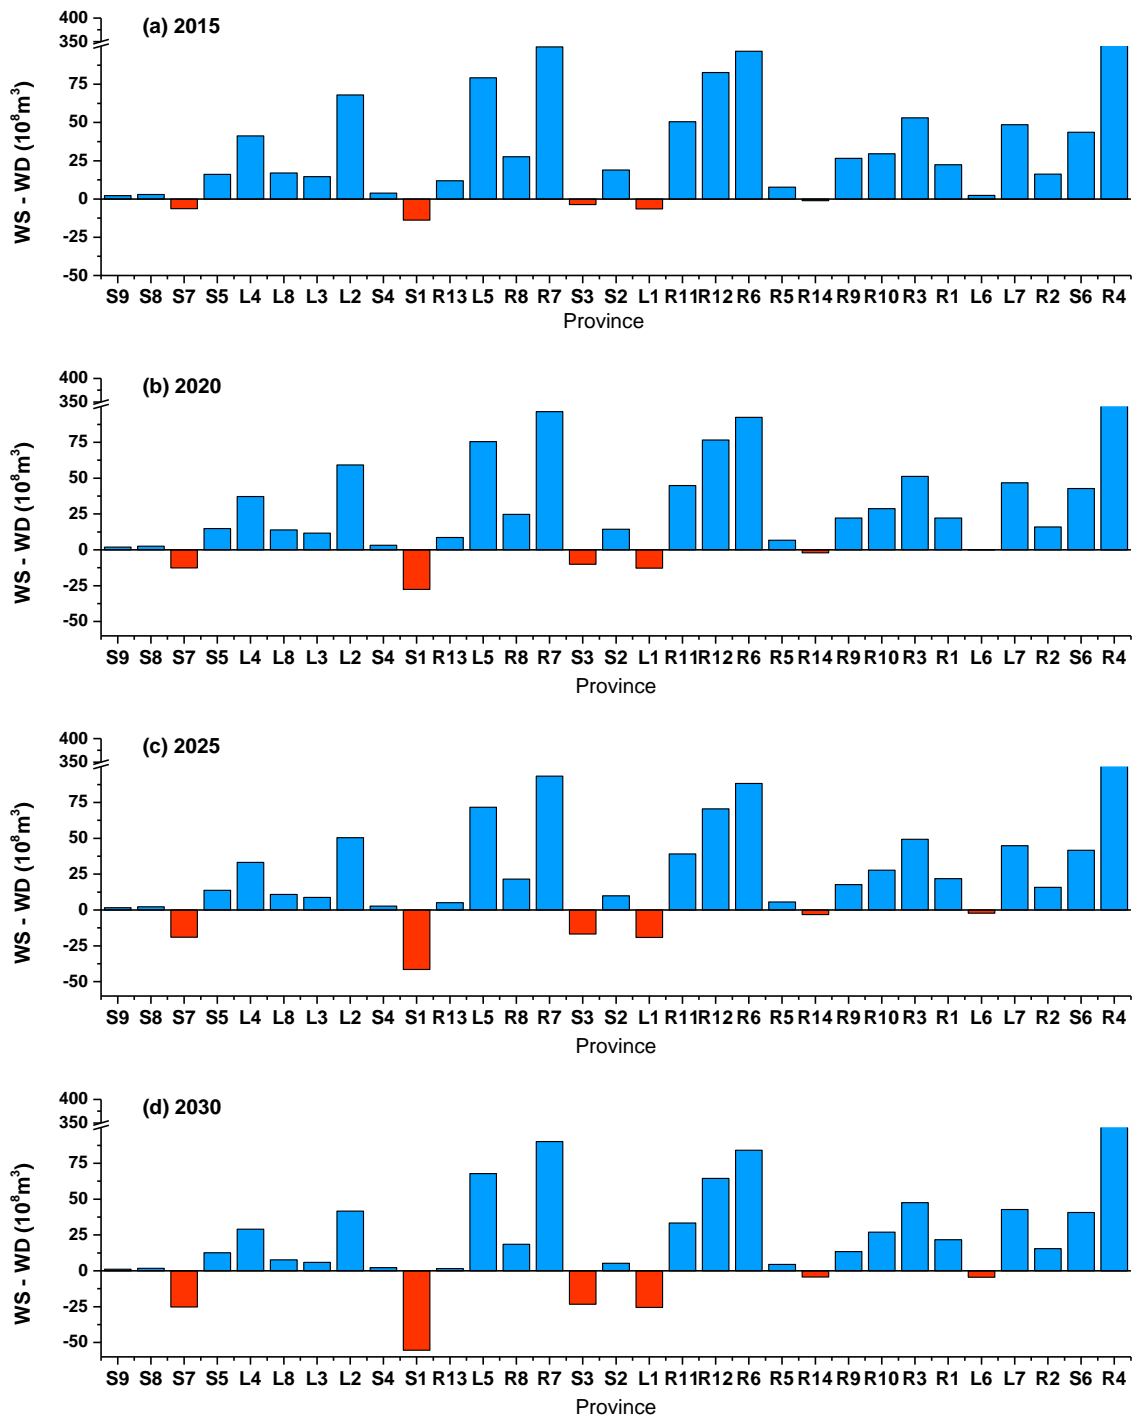 (a) 2015
400
350
75
50
25
0
-25
-50
WS - WD (10⁸m³)
S9 S8 S7 S5 L4 L8 L3 L2 S4 S1 R13 L5 R8 R7 S3 S2 L1 R11 R12 R6 R5 R14 R9 R10 R3 R1 L6 L7 R2 S6 R4
Province
(b) 2020
400
350
75
50
25
0
-25
-50
WS - WD (10⁸m³)
S9 S8 S7 S5 L4 L8 L3 L2 S4 S1 R13 L5 R8 R7 S3 S2 L1 R11 R12 R6 R5 R14 R9 R10 R3 R1 L6 L7 R2 S6 R4
Province
(c) 2025
400
350
75
50
25
0
-25
-50
WS - WD (10⁸m³)
S9 S8 S7 S5 L4 L8 L3 L2 S4 S1 R13 L5 R8 R7 S3 S2 L1 R11 R12 R6 R5 R14 R9 R10 R3 R1 L6 L7 R2 S6 R4
Province
(d) 2030
400
350
75
50
25
0
-25
-50
WS - WD (10⁸m³)
S9 S8 S7 S5 L4 L8 L3 L2 S4 S1 R13 L5 R8 R7 S3 S2 L1 R11 R12 R6 R5 R14 R9 R10 R3 R1 L6 L7 R2 S6 R4
Province